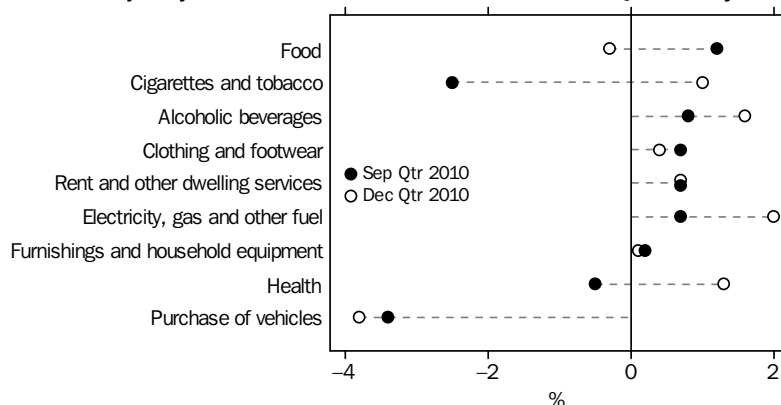 Food
Cigarettes and tobacco
Alcoholic beverages
Clothing and footwear
Rent and other dwelling services
Electricity, gas and other fuel
Furnishings and household equipment
Health
Purchase of vehicles
Sep Qtr 2010
Dec Qtr 2010
–4 –2 0 2
%